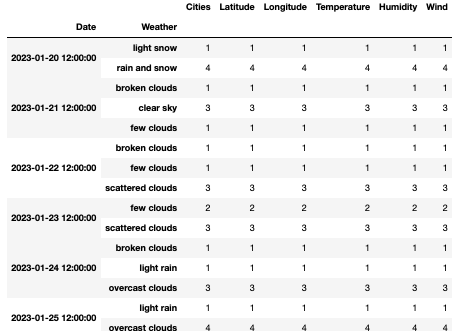 Cities Latitude Longitude Temperature Humidity Wind
Date Weather
2023-01-20 12:00:00 light snow 1 1 1 1 1 1
rain and snow 4 4 4 4 4 4
2023-01-21 12:00:00 broken clouds 1 1 1 1 1 1
clear sky 3 3 3 3 3 3
few clouds 1 1 1 1 1 1
2023-01-22 12:00:00 broken clouds 1 1 1 1 1 1
few clouds 1 1 1 1 1 1
scattered clouds 3 3 3 3 3 3
2023-01-23 12:00:00 few clouds 2 2 2 2 2 2
scattered clouds 3 3 3 3 3 3
2023-01-24 12:00:00 broken clouds 1 1 1 1 1 1
light rain 1 1 1 1 1 1
overcast clouds 3 3 3 3 3 3
2023-01-25 12:00:00 light rain 1 1 1 1 1 1
overcast clouds 4 4 4 4 4 4